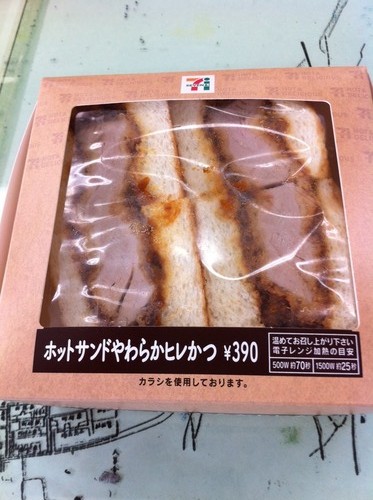 ホットサンドやわらかヒレかつ ¥390
温めてお召し上がり下さい
電子レンジ加熱の目安
500W 約70秒 1500W 約25秒
カラシを使用しております。